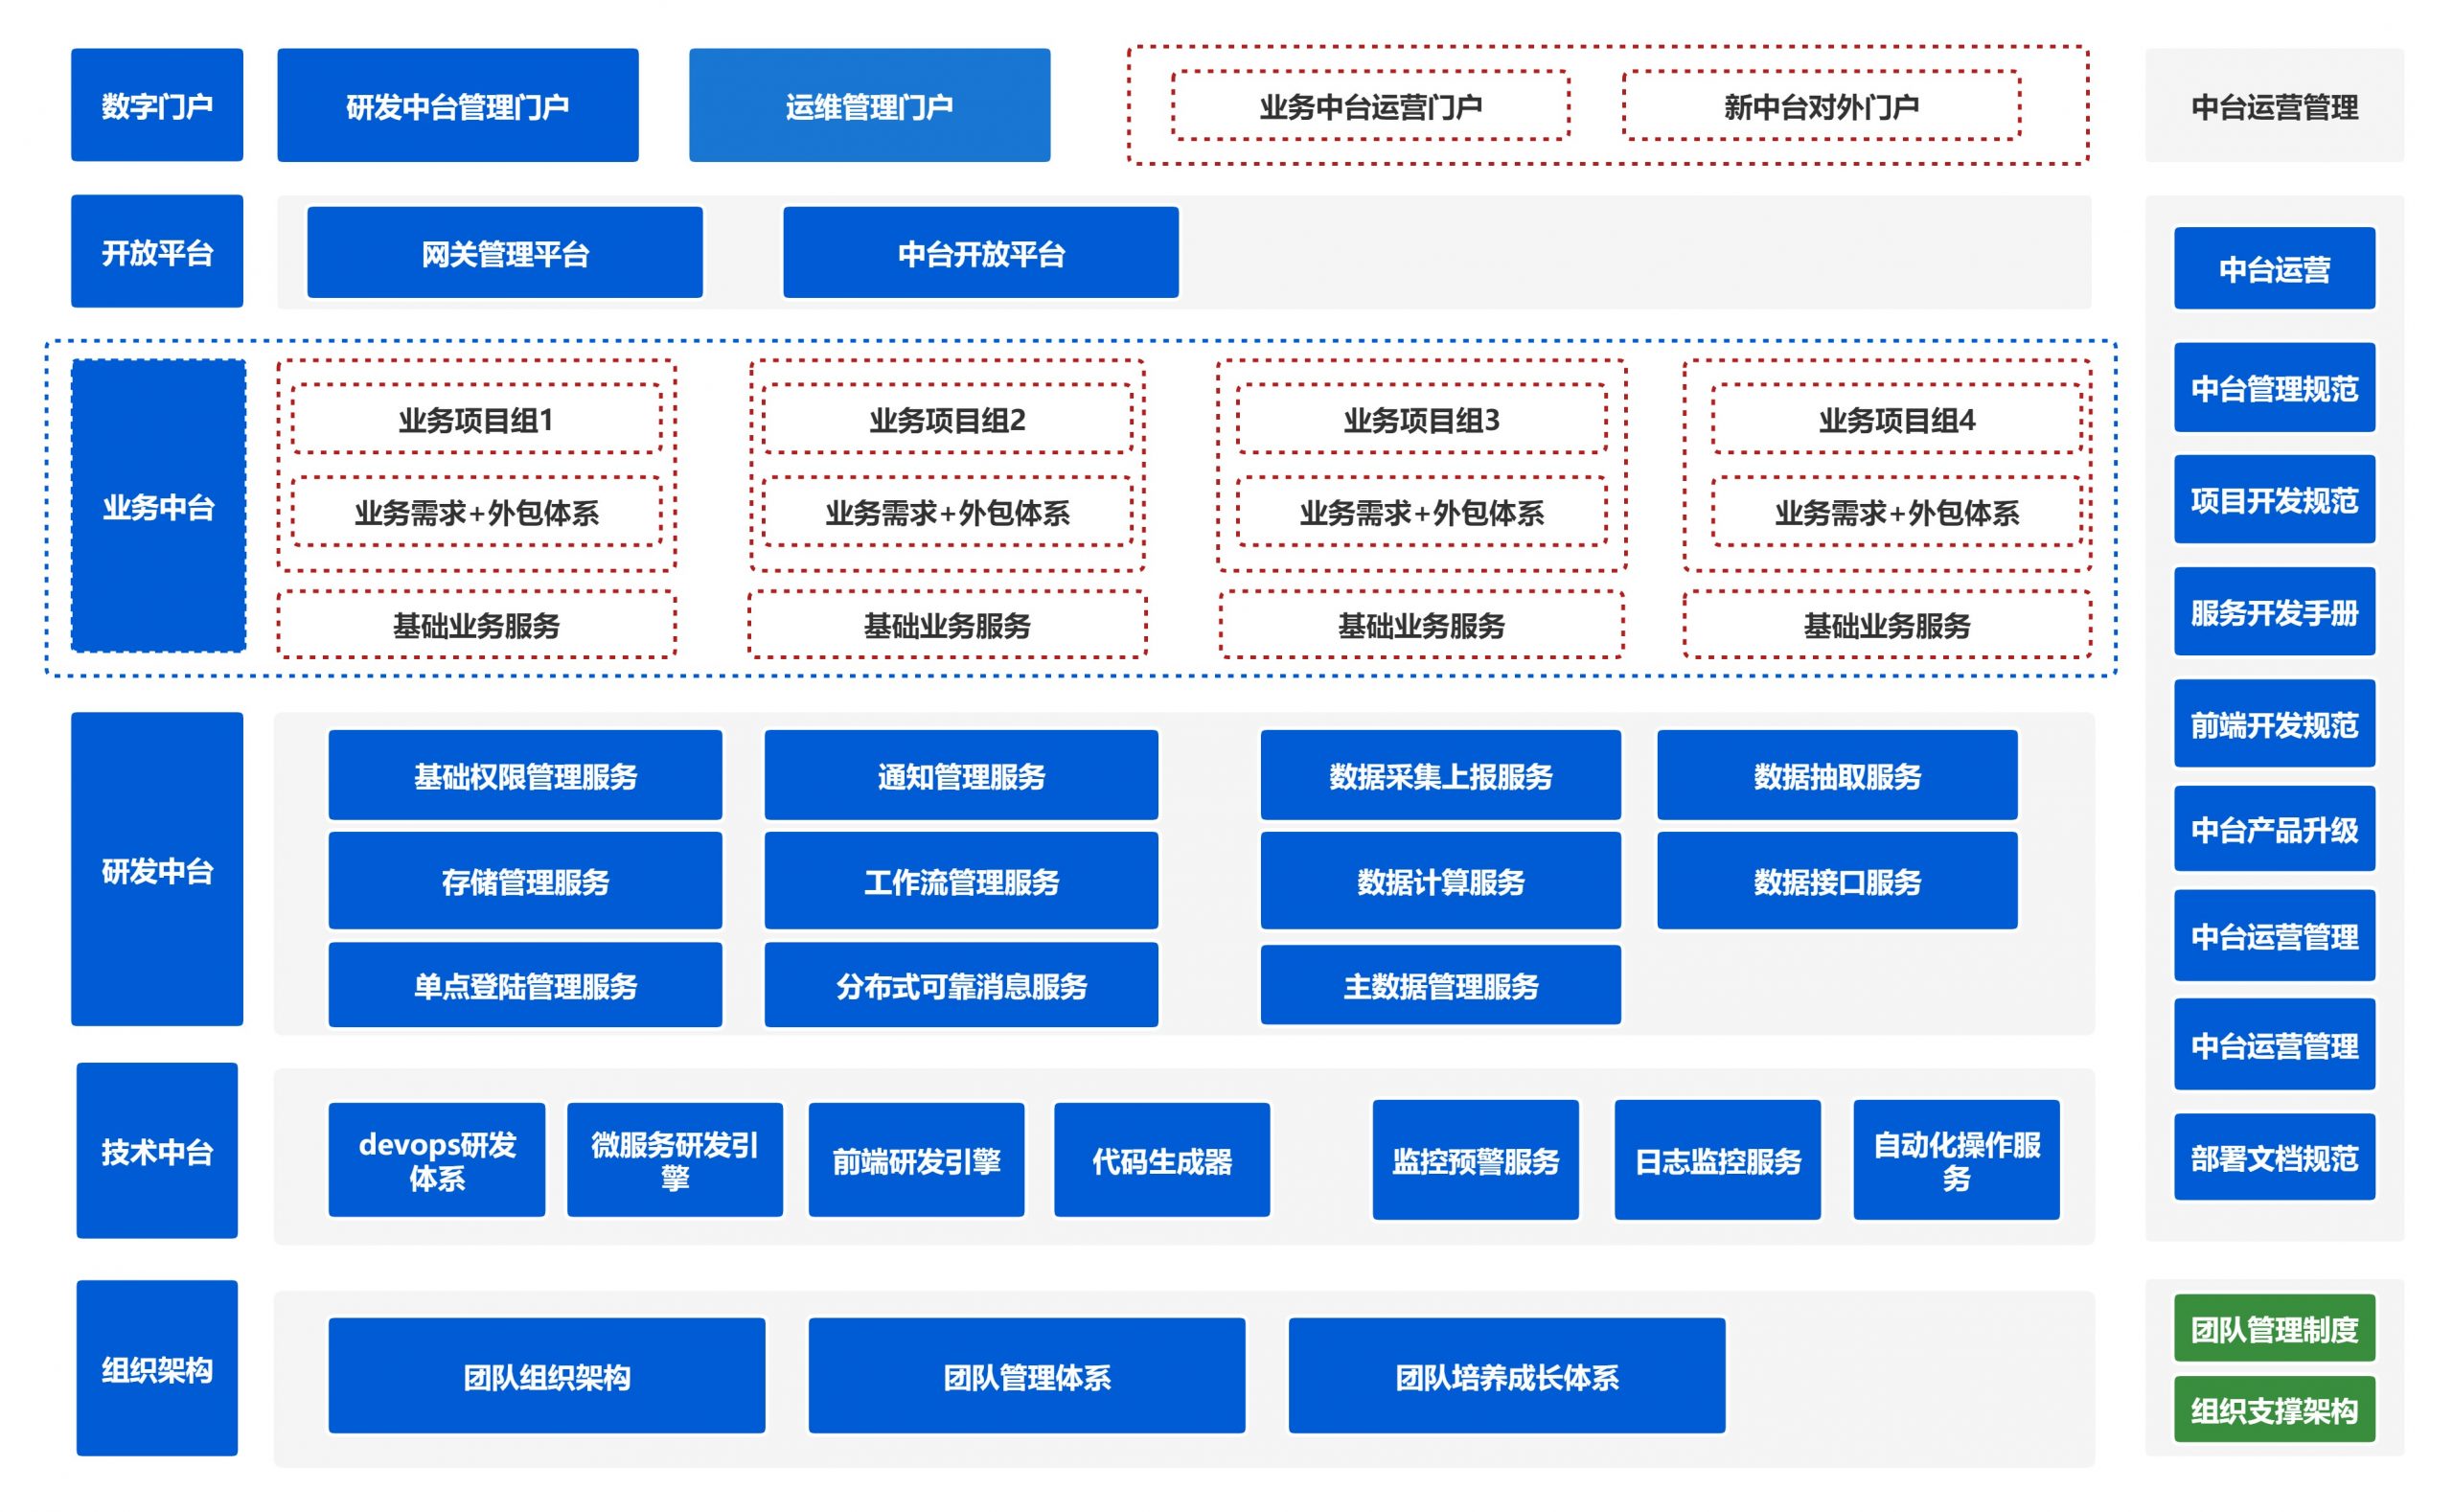 数字门户
研发中台管理门户
运维管理门户
业务中台运营门户
新中台对外门户
中台运营管理
开放平台
网关管理平台
中台开放平台
业务中台
业务项目组1
业务需求+外包体系
基础业务服务
业务项目组2
业务需求+外包体系
基础业务服务
业务项目组3
业务需求+外包体系
基础业务服务
业务项目组4
业务需求+外包体系
基础业务服务
研发中台
基础权限管理服务
通知管理服务
数据采集上报服务
数据抽取服务
存储管理服务
工作流管理服务
数据计算服务
数据接口服务
单点登陆管理服务
分布式可靠消息服务
主数据管理服务
技术中台
devops研发
体系
微服务研发引
擎
前端研发引擎
代码生成器
监控预警服务
日志监控服务
自动化操作服
务
组织架构
团队组织架构
团队管理体系
团队培养成长体系
中台运营
中台管理规范
项目开发规范
服务开发手册
前端开发规范
中台产品升级
中台运营管理
中台运营管理
部署文档规范
团队管理制度
组织支撑架构